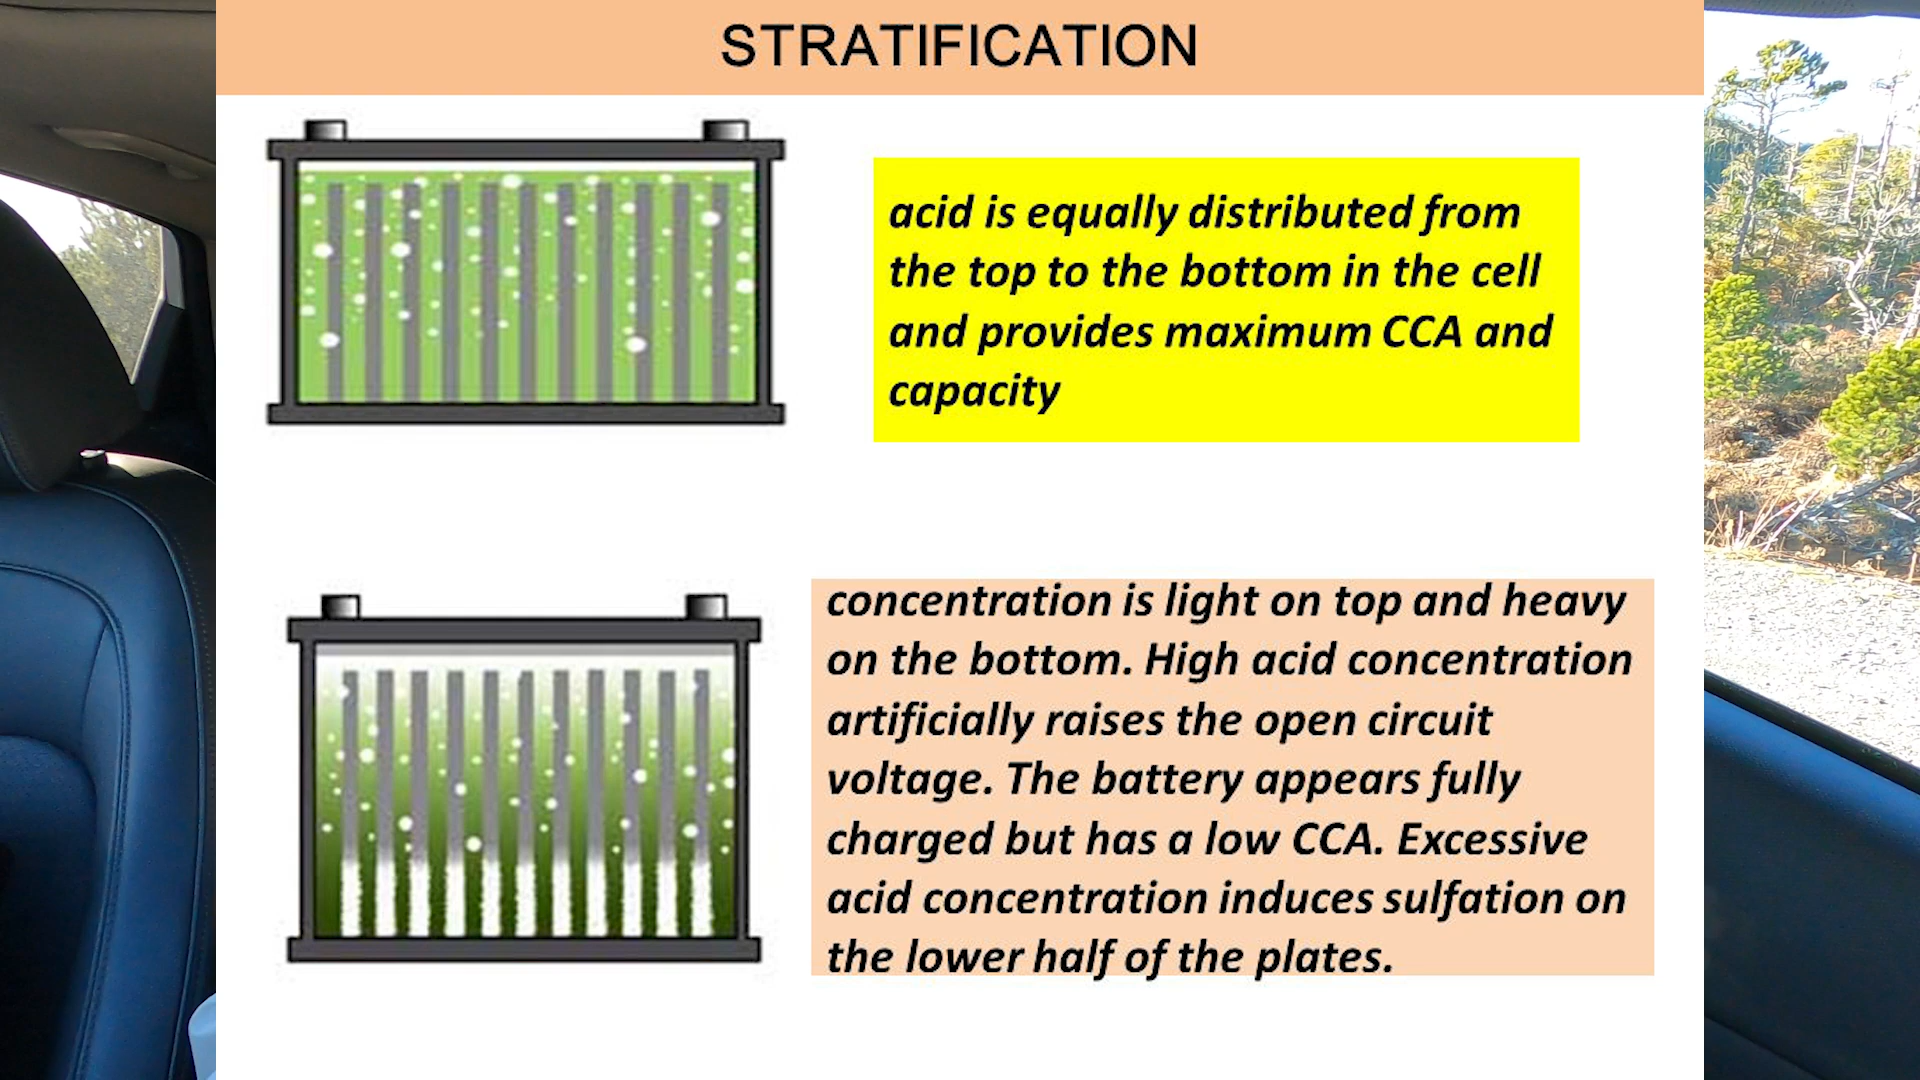 STRATIFICATION
acid is equally distributed from
the top to the bottom in the cell
and provides maximum CCA and
capacity
concentration is light on top and heavy
on the bottom. High acid concentration
artificially raises the open circuit
voltage. The battery appears fully
charged but has a low CCA. Excessive
acid concentration induces sulfation on
the lower half of the plates.